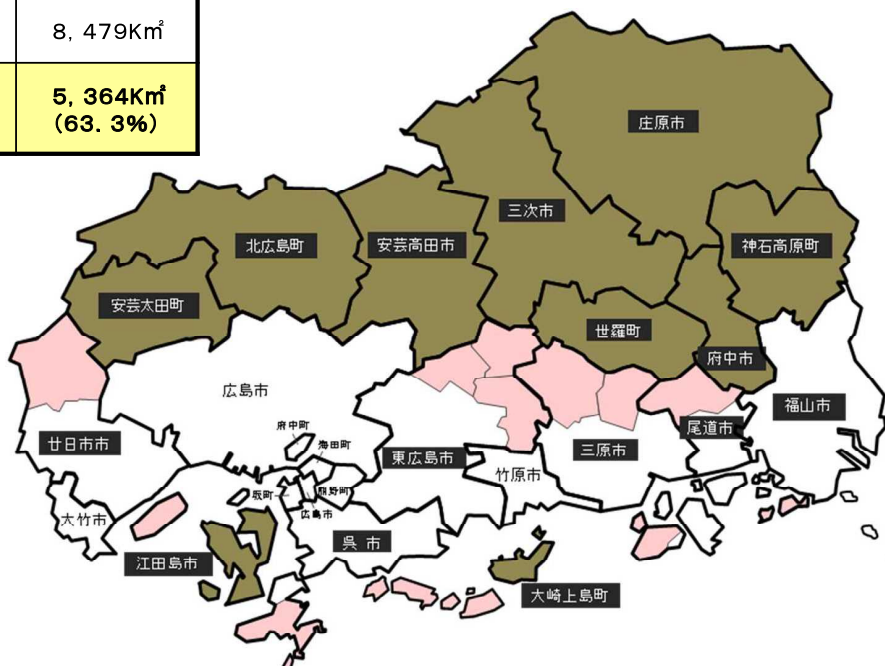 8, 479K㎡
5, 364K㎡
（63. 3%）
庄原市
三次市
北広島町
安芸高田市
神石高原町
安芸太田町
世羅町
府中市
広島市
福山市
府中町
尾道市
廿日市市
海田町
三原市
東広島市
竹原市
坂町
熊野町
広島市
大竹市
呉 市
江田島市
大崎上島町